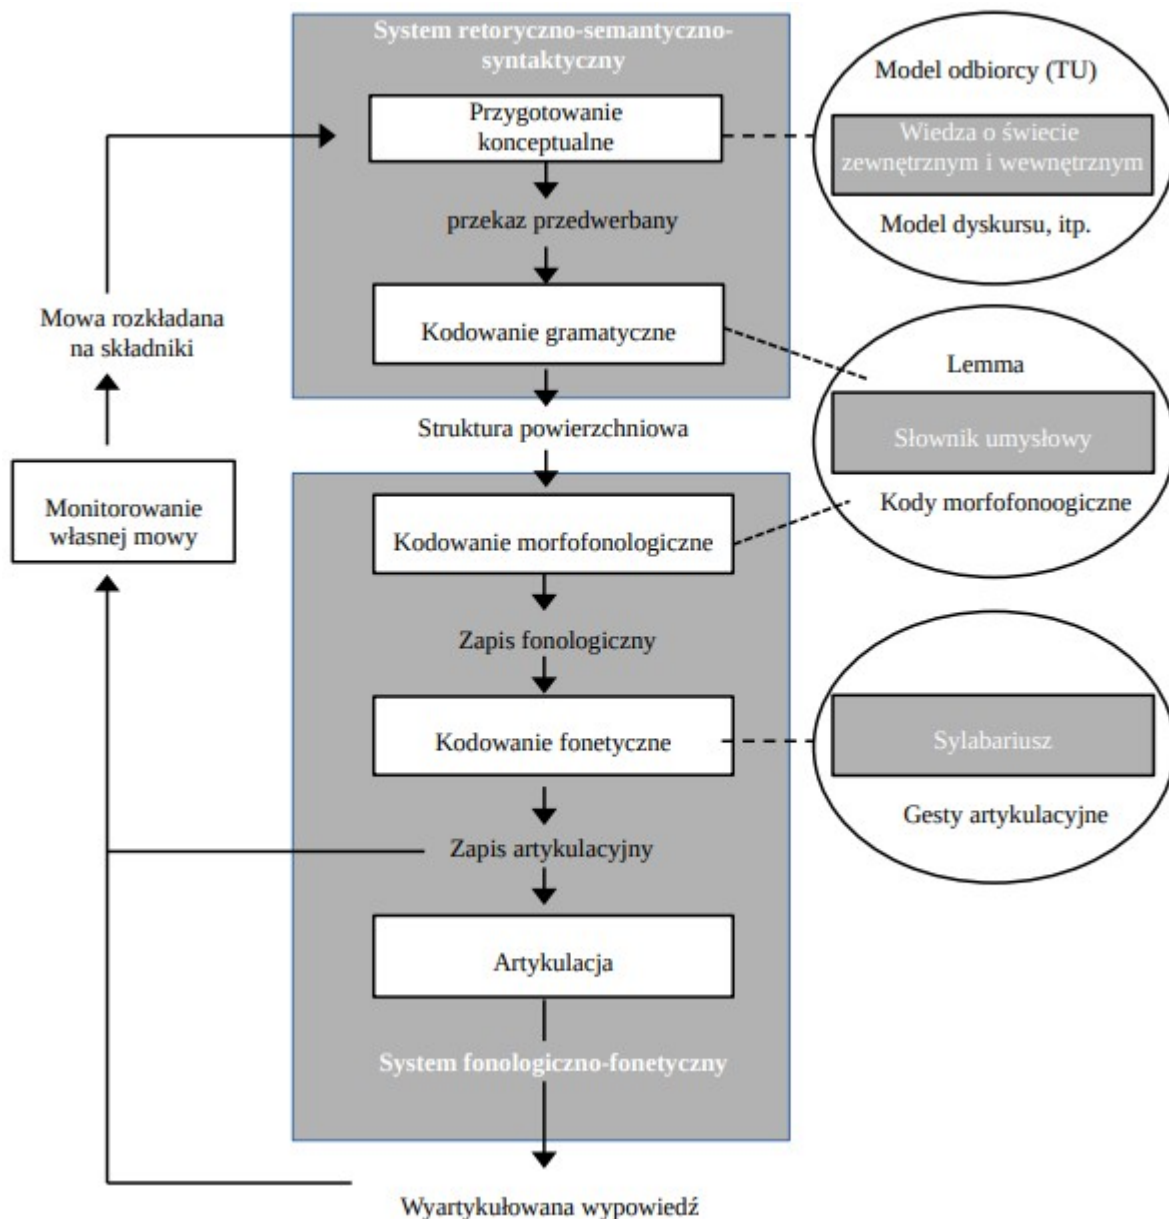 System retoryczno-semantyczno-
syntaktyczny
Przygotowanie
konceptualne
przekaz przedwerbany
Kodowanie gramatyczne
Struktura powierzchniowa
Kodowanie morfofonologiczne
Zapis fonologiczny
Kodowanie fonetyczne
Zapis artykulacyjny
Artykulacja
System fonologiczno-fonetyczny
Wyartykułowana wypowiedź
Mowa rozkładana
na składniki
Monitorowanie
własnej mowy
Model odbiorcy (TU)
Wiedza o świecie
zewnętrznym i wewnętrznym
Model dyskursu, itp.
Lemma
Słownik umysłowy
Kody morfofonoogiczne
Sylabariusz
Gesty artykulacyjne